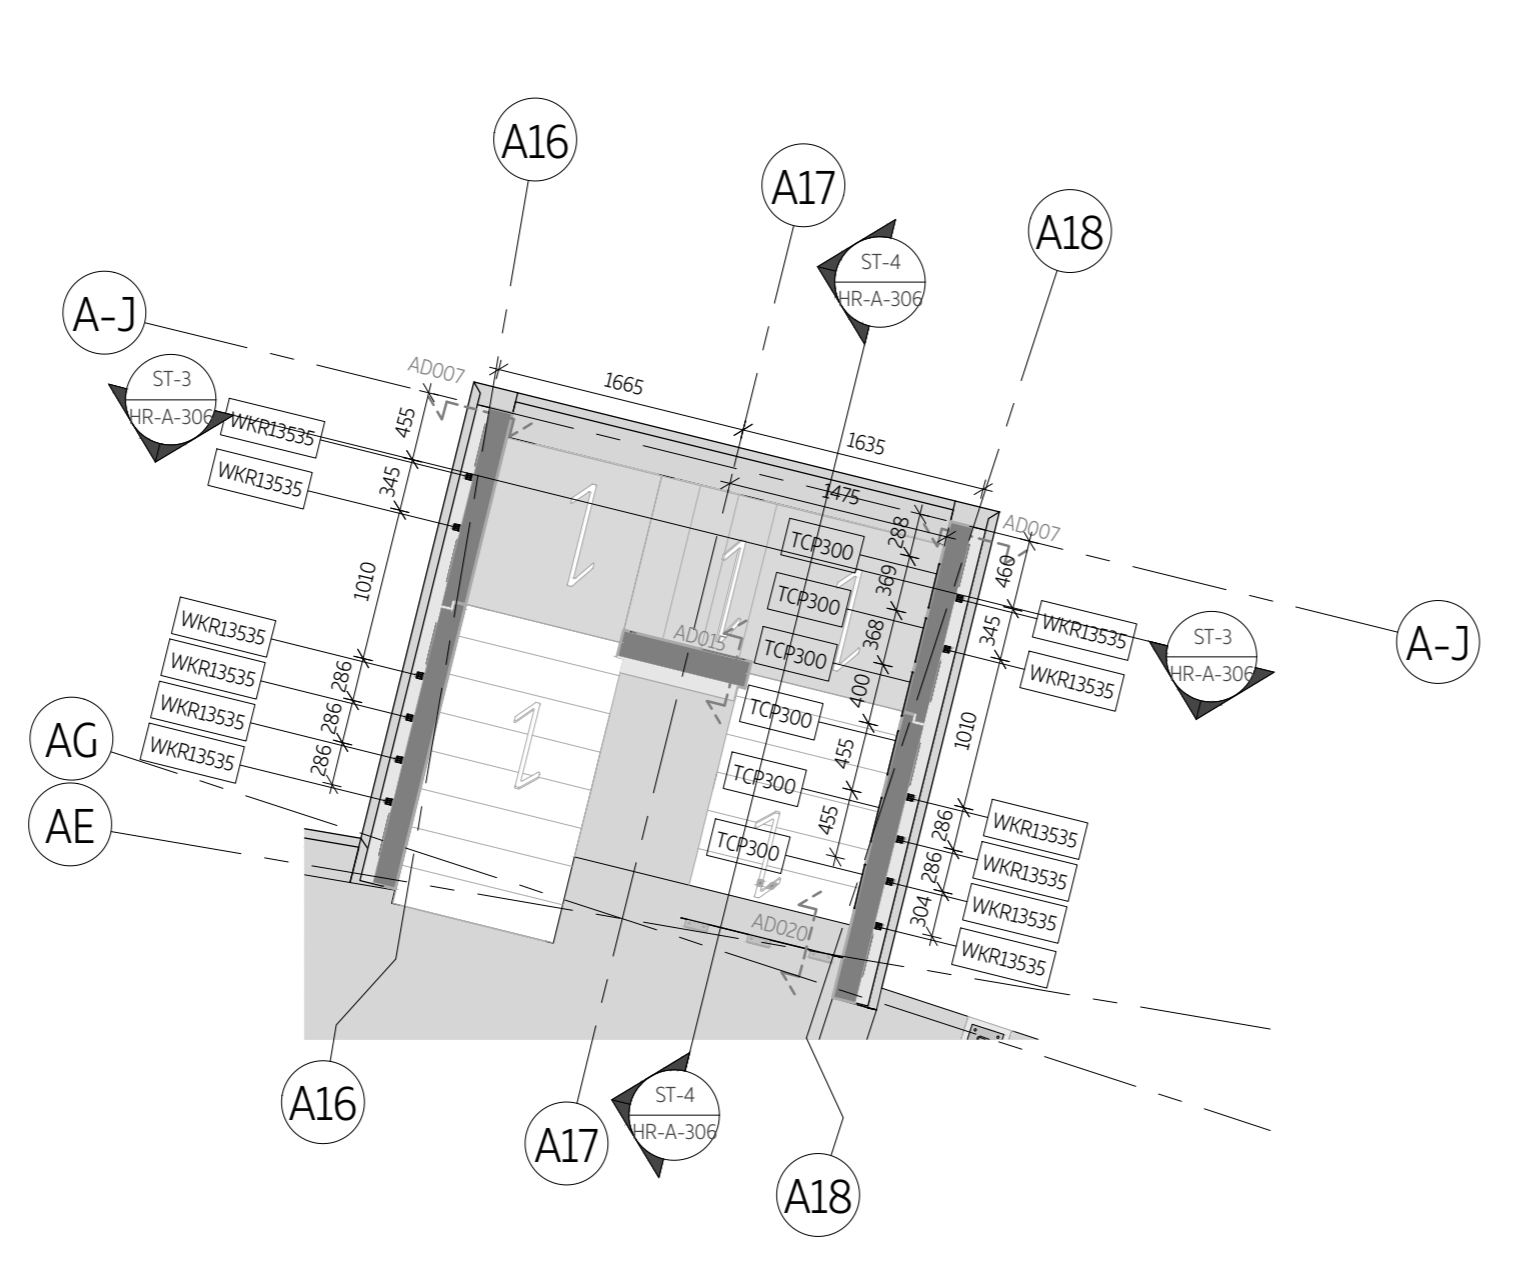 A16
A17
A18
ST-4
HR-A-306
A-J
ST-3
HR-A-306
AD007
1665
1635
1475
455
345
1010
286
286
286
WKR13535
WKR13535
WKR13535
WKR13535
WKR13535
WKR13535
AG
AE
AD015
TCP300
TCP300
TCP300
TCP300
TCP300
TCP300
288
369
368
400
455
455
AD007
460
345
1010
286
286
304
WKR13535
WKR13535
WKR13535
WKR13535
WKR13535
WKR13535
ST-3
HR-A-306
A-J
AD020
A16
A17
ST-4
HR-A-306
A18